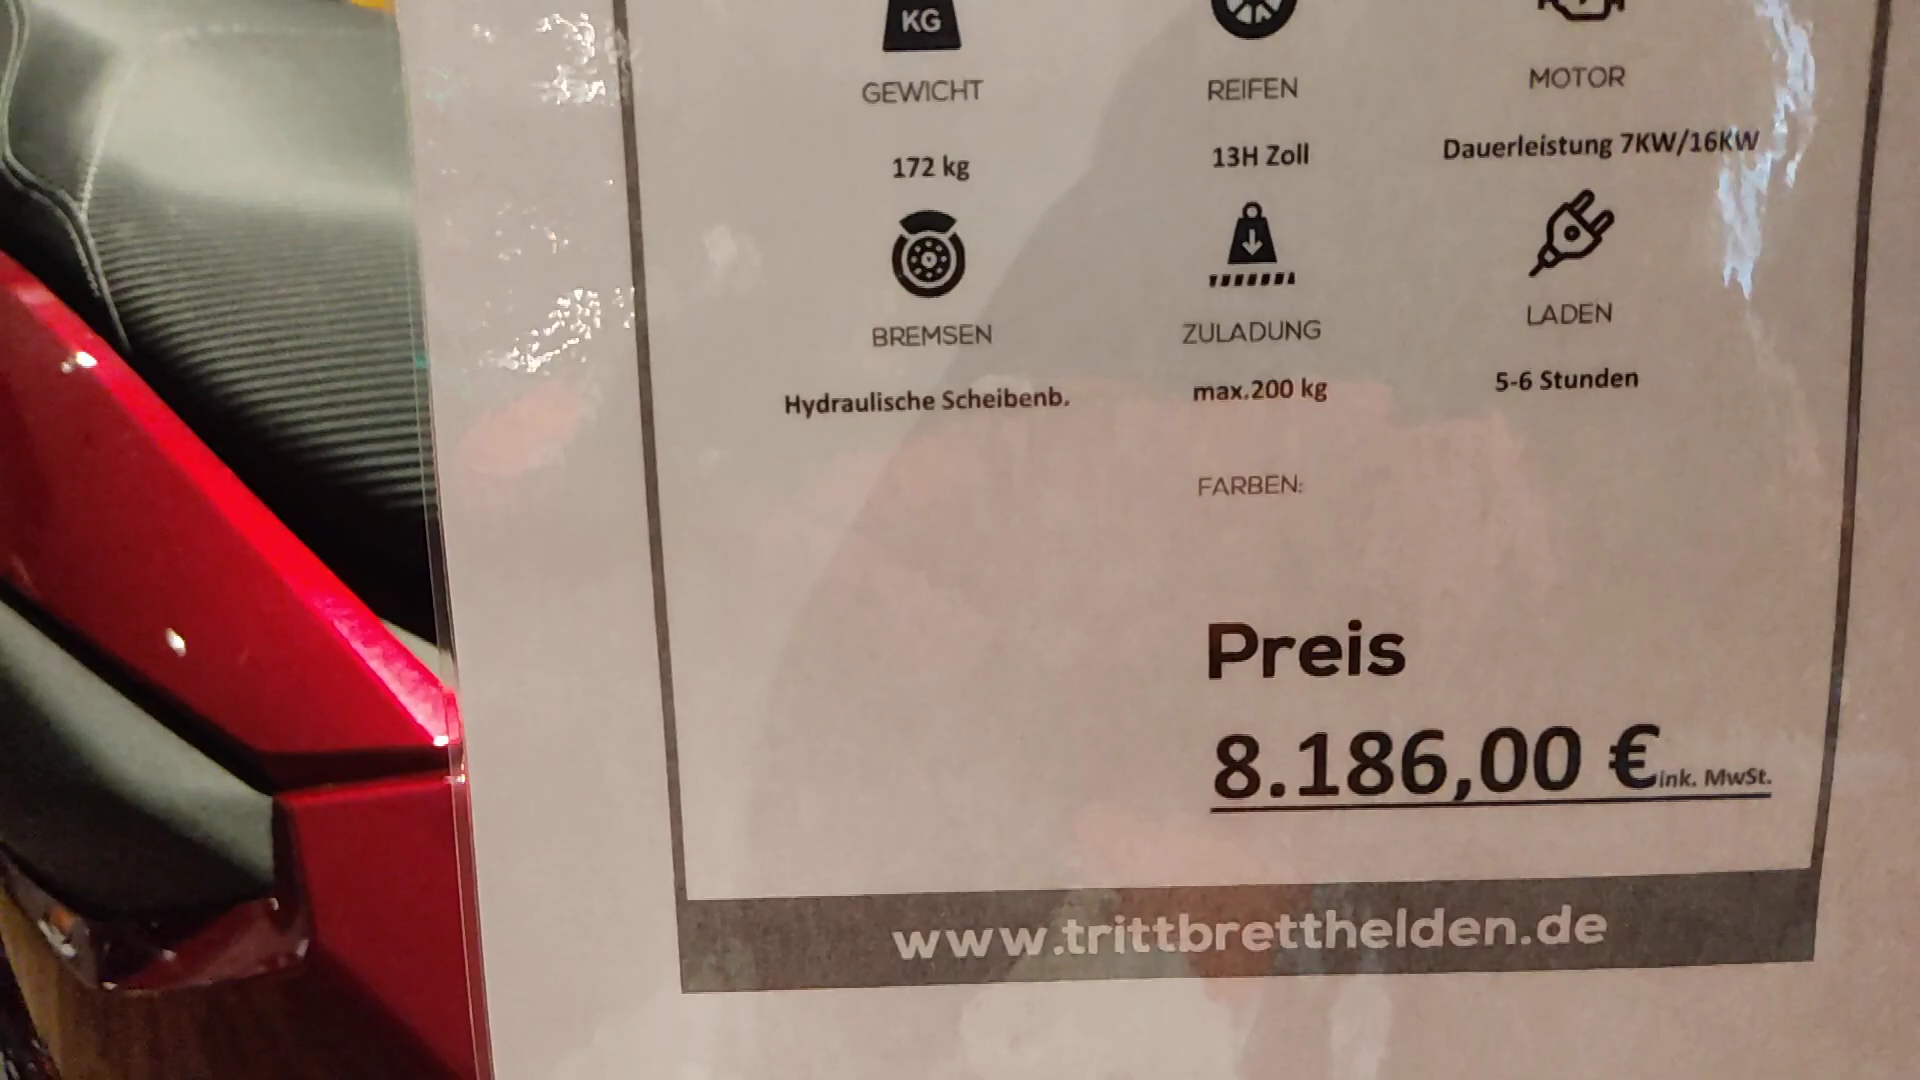 KG
GEWICHT
REIFEN
MOTOR
172 kg
13H Zoll
Dauerleistung 7KW/16KW
BREMSEN
ZULADUNG
LADEN
Hydraulische Scheibenb.
max.200 kg
5-6 Stunden
FARBEN:
Preis
8.186,00 € ink. MwSt.
www.trittbretthelden.de